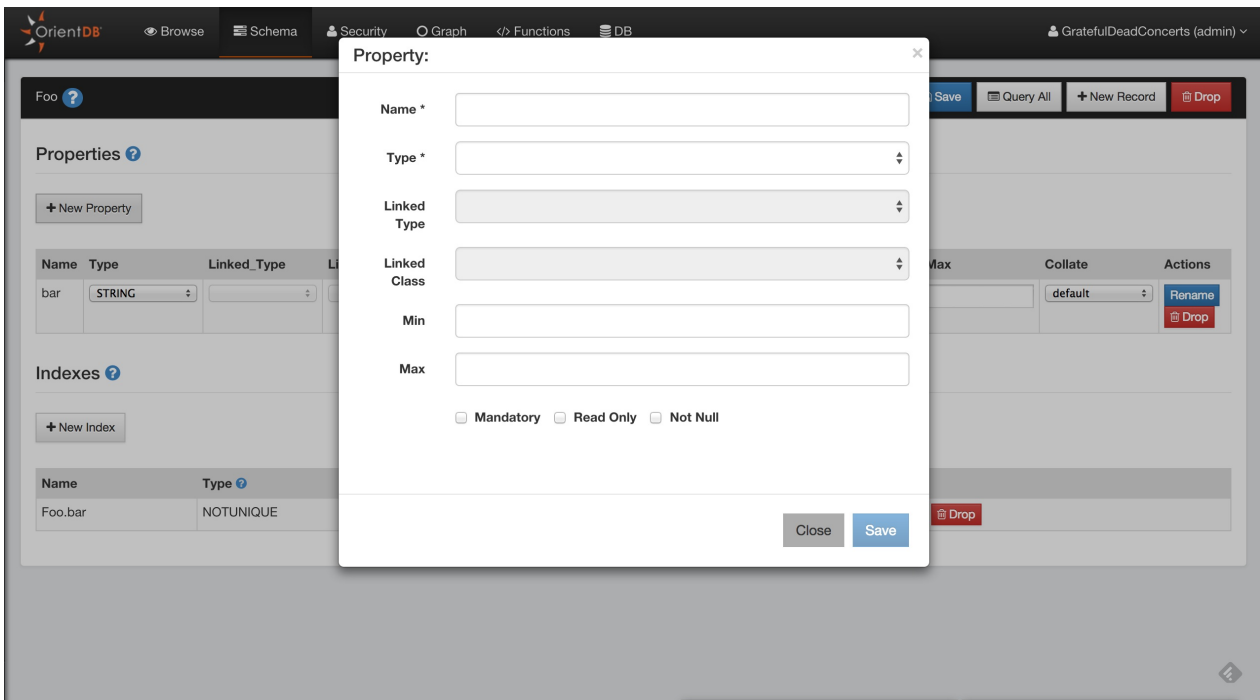 OrientDB
Browse
Schema
Security
Graph
</> Functions
DB
GratefulDeadConcerts (admin)
Property:
×
Foo ?
Save
Query All
+ New Record
Drop
Name *
Properties ?
Type *
+ New Property
Linked
Type
Name Type Linked_Type
Linked
Class
Max Collate Actions
bar STRING
default
Rename
Drop
Min
Indexes ?
Max
+ New Index
Mandatory Read Only Not Null
Name Type ?
Foo.bar NOTUNIQUE
Drop
Close
Save